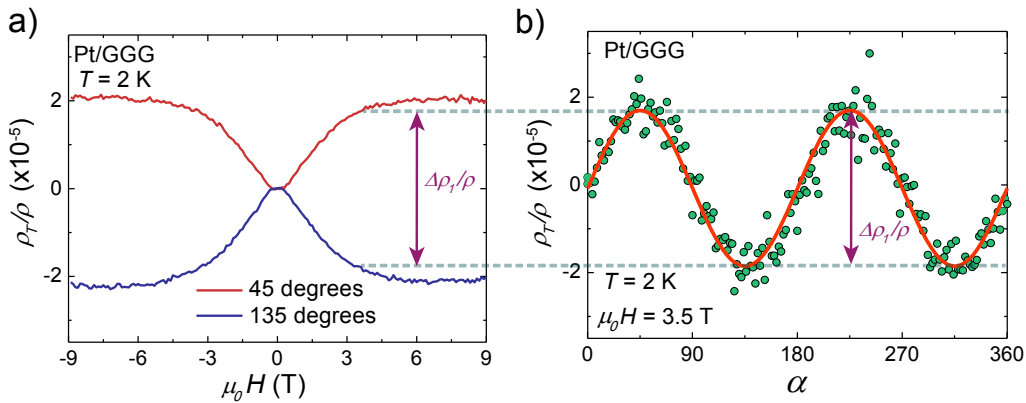 a)
Pt/GGG
T = 2 K
ρT/ρ (x10-5)
2
0
-2
Δρ1/ρ
45 degrees
135 degrees
-9 -6 -3 0 3 6 9
μ0H (T)
b)
Pt/GGG
ρT/ρ (x10-5)
2
0
-2
Δρ1/ρ
T = 2 K
μ0H = 3.5 T
0 90 180 270 360
α